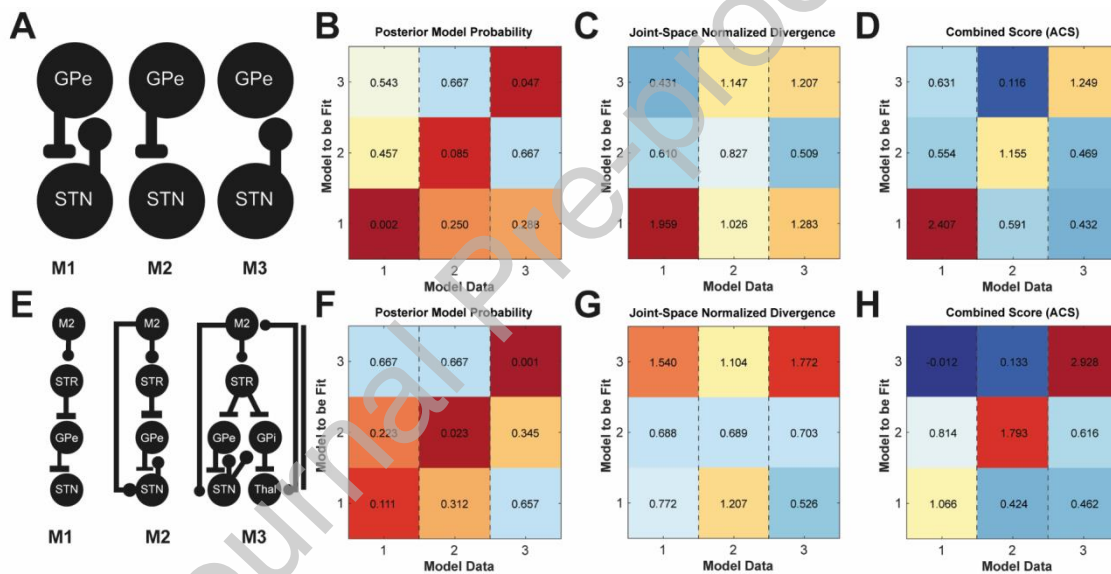 A
GPe GPe GPe
STN STN STN
M1 M2 M3
B
Posterior Model Probability
Model to be Fit
3 0.543 0.667 0.047
2 0.457 0.085 0.667
1 0.002 0.250 0.288
1 2 3
Model Data
C
Joint-Space Normalized Divergence
Model to be Fit
3 0.431 1.147 1.207
2 0.610 0.827 0.509
1 1.959 1.026 1.283
1 2 3
Model Data
D
Combined Score (ACS)
Model to be Fit
3 0.631 0.116 1.249
2 0.554 1.155 0.469
1 2.407 0.591 0.432
1 2 3
Model Data
E
M2 M2 M2
STR STR STR
GPe GPe GPe GPi
STN STN STN Thal
M1 M2 M3
F
Posterior Model Probability
Model to be Fit
3 0.667 0.667 0.001
2 0.223 0.023 0.345
1 0.111 0.312 0.657
1 2 3
Model Data
G
Joint-Space Normalized Divergence
Model to be Fit
3 1.540 1.104 1.772
2 0.688 0.689 0.703
1 0.772 1.207 0.526
1 2 3
Model Data
H
Combined Score (ACS)
Model to be Fit
3 -0.012 0.133 2.928
2 0.814 1.793 0.616
1 1.066 0.424 0.462
1 2 3
Model Data
Journal Pre-proo